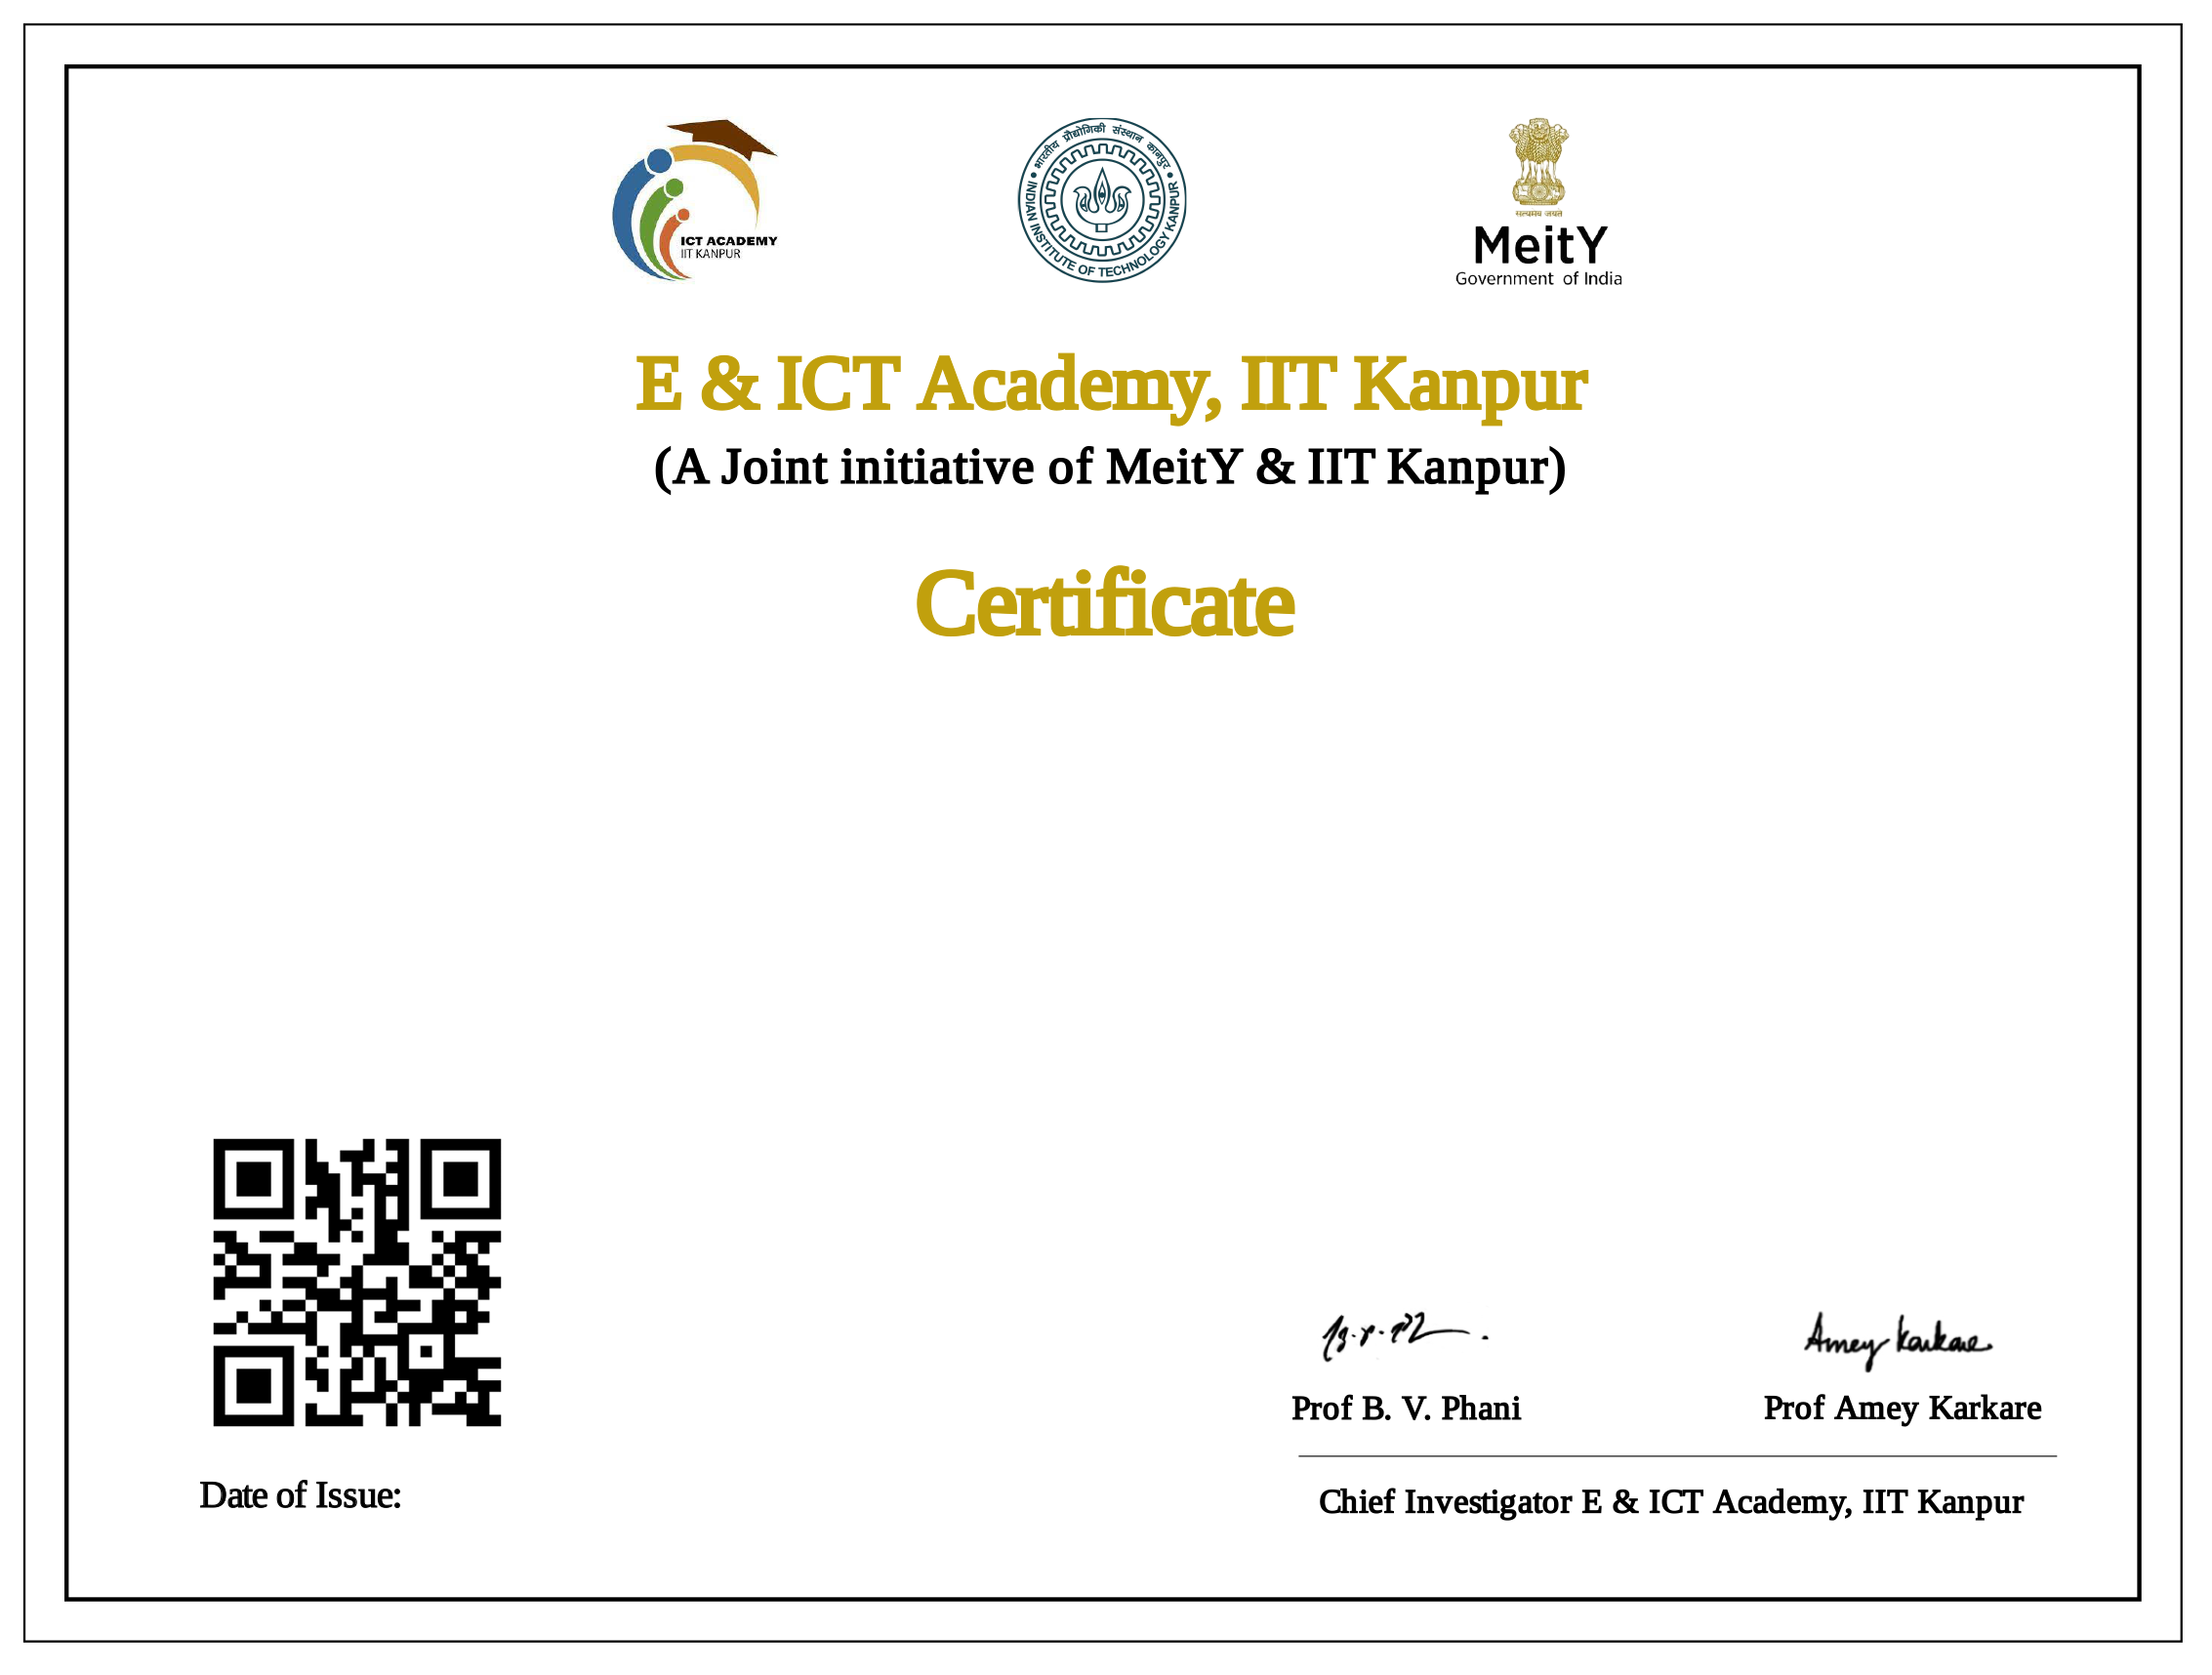 ICT ACADEMY
IIT KANPUR
भारतीय प्रौद्योगिकी संस्थान कानपुर
INDIAN INSTITUTE OF TECHNOLOGY KANPUR
सत्यमेव जयते
MeitY
Government of India
E & ICT Academy, IIT Kanpur
(A Joint initiative of MeitY & IIT Kanpur)
Certificate
Amey Karkare
Prof B. V. Phani
Prof Amey Karkare
Date of Issue:
Chief Investigator E & ICT Academy, IIT Kanpur